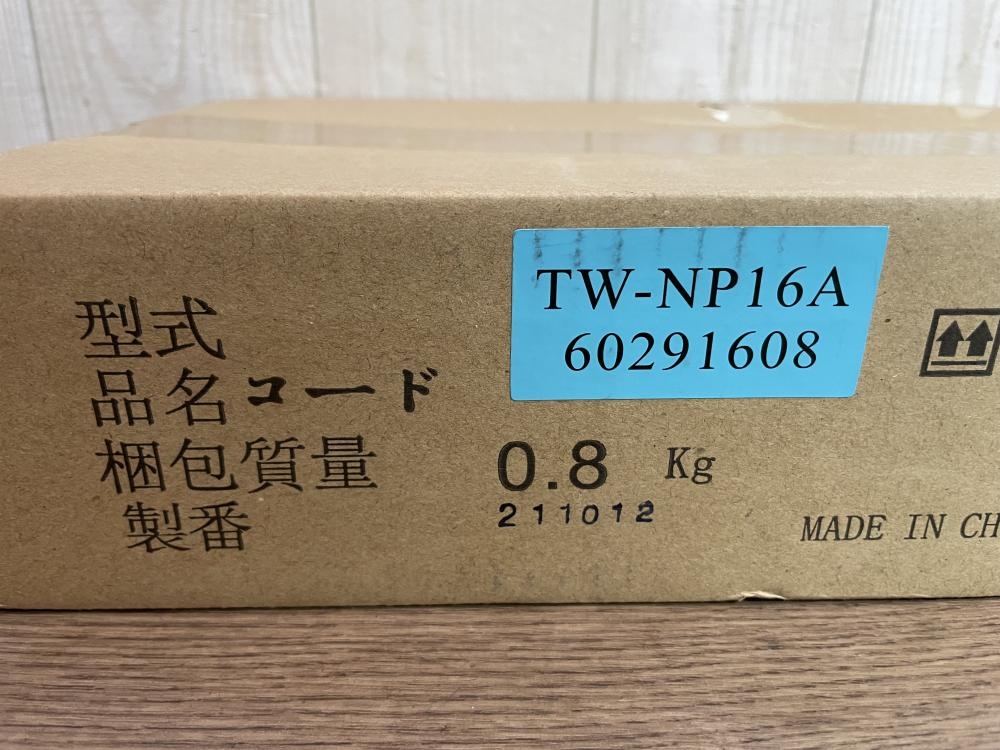 型式 TW-NP16A
品名コード 60291608
梱包質量 0.8 Kg
製番 211012
MADE IN CH